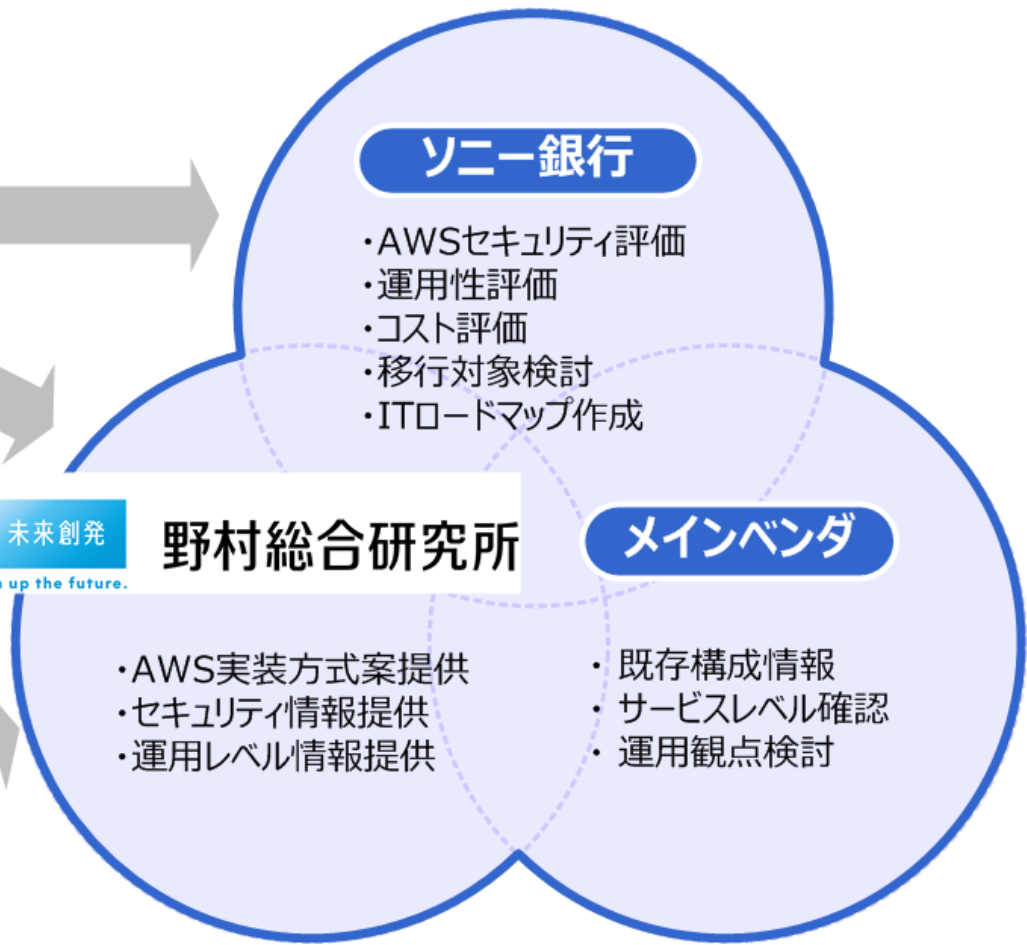 ソニー銀行
・AWSセキュリティ評価
・運用性評価
・コスト評価
・移行対象検討
・ITロードマップ作成
未来創発
up the future.
野村総合研究所
・AWS実装方式案提供
・セキュリティ情報提供
・運用レベル情報提供
メインベンダ
・ 既存構成情報
・ サービスレベル確認
・ 運用観点検討